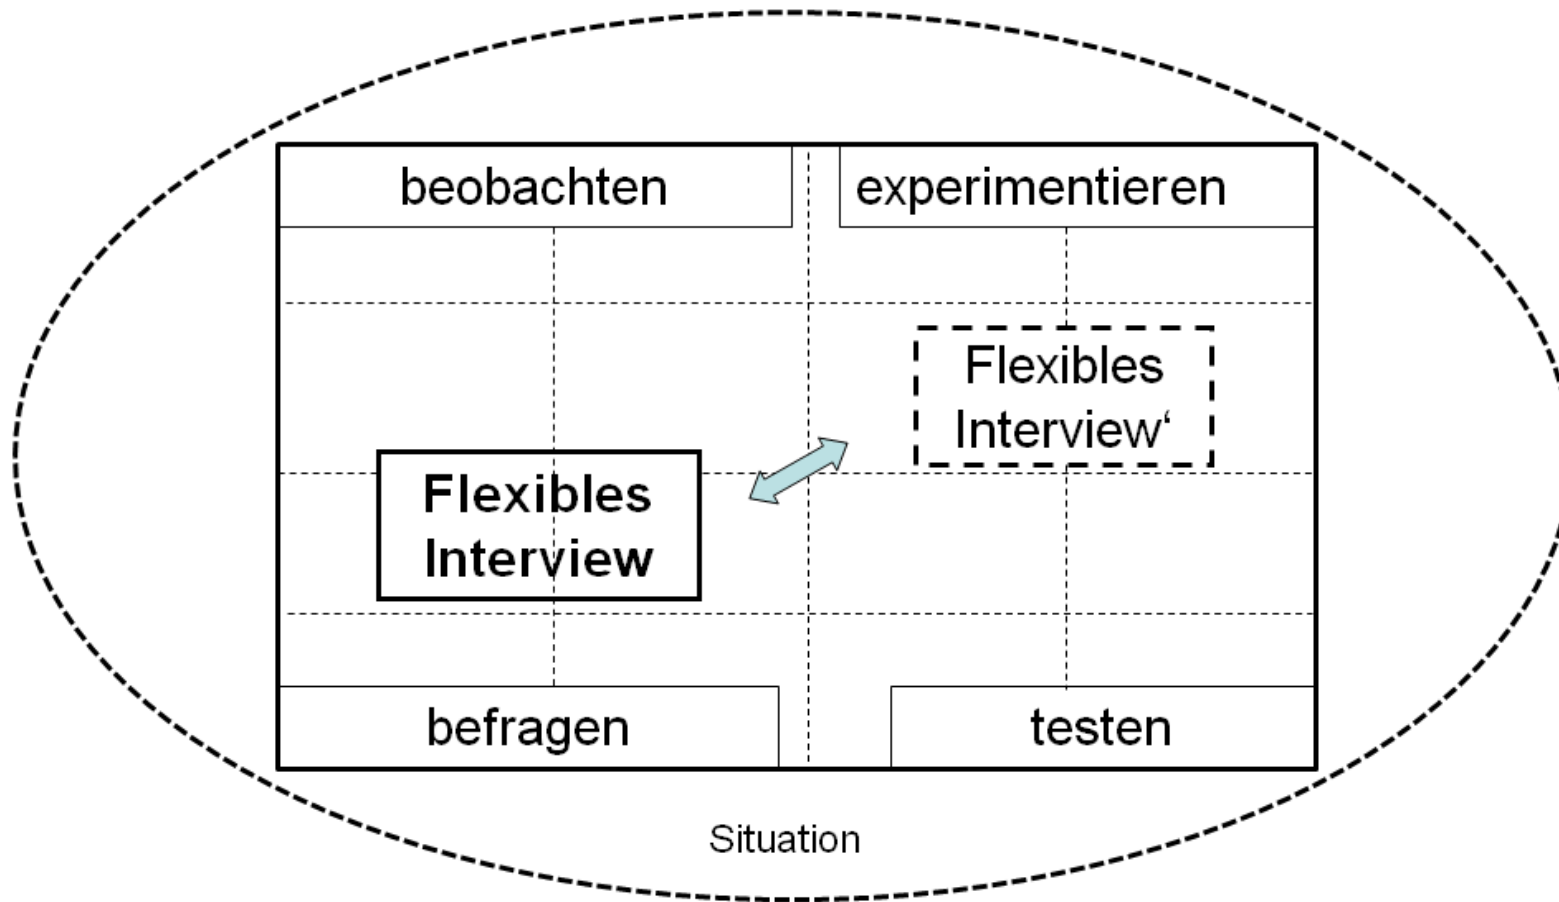 beobachten
experimentieren
Flexibles
Interview‘
Flexibles
Interview
befragen
testen
Situation